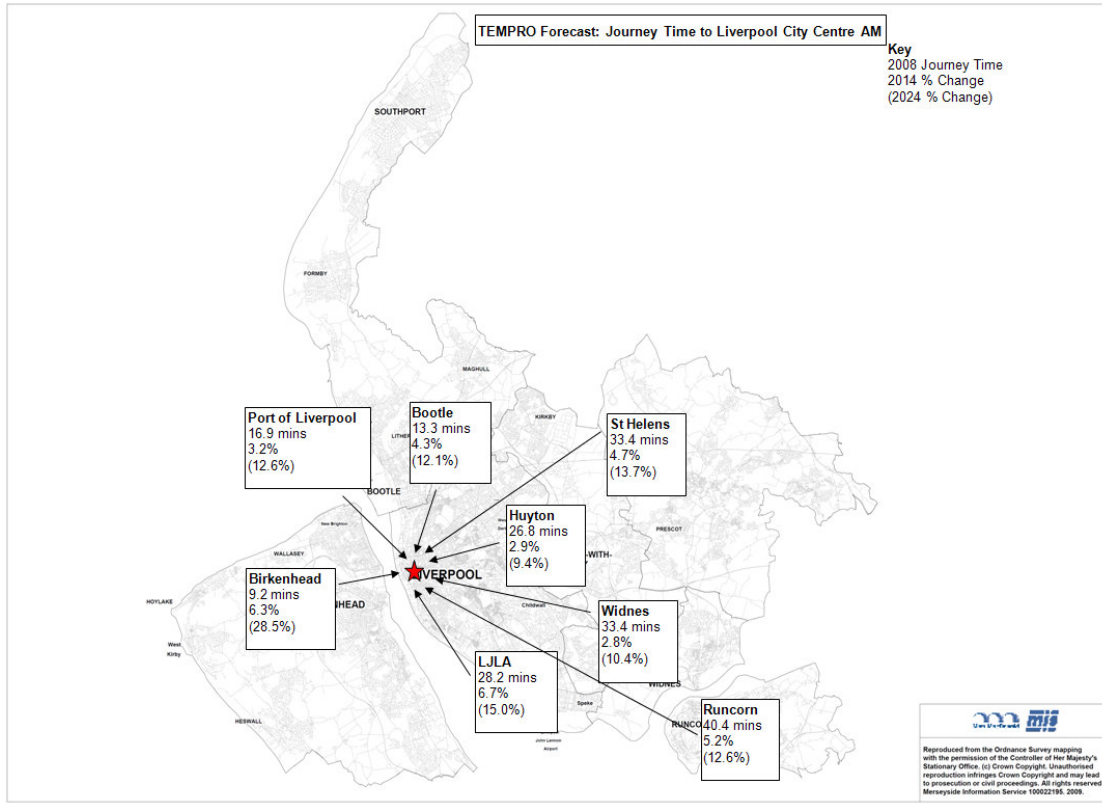 TEMPRO Forecast: Journey Time to Liverpool City Centre AM
Key
2008 Journey Time
2014 % Change
(2024 % Change)
SOUTHPORT
FORMBY
MAGHULL
KIRKBY
Port of Liverpool
16.9 mins
3.2%
(12.6%)
Bootle
13.3 mins
4.3%
(12.1%)
St Helens
33.4 mins
4.7%
(13.7%)
LITHER
BOOTLE
Huyton
26.8 mins
2.9%
(9.4%)
New Brighton
PRESCOT
WALLASEY
-WITH-
Birkenhead
9.2 mins
6.3%
(28.5%)
IVERPOOL
HOYLAKE
NHEAD
Childwall
Widnes
33.4 mins
2.8%
(10.4%)
West
Kirby
LJLA
28.2 mins
6.7%
(15.0%)
WIDNES
Speke
HESWALL
Runcorn
40.4 mins
5.2%
(12.6%)
RUNCO
John Lennon
Airport
mis
Reproduced from the Ordnance Survey mapping
with the permission of the Controller of Her Majesty's
Stationary Office. (c) Crown Copyright. Unauthorised
reproduction infringes Crown Copyright and may lead
to prosecution or civil proceedings. All rights reserved
Merseyside Information Service 100022195. 2009.